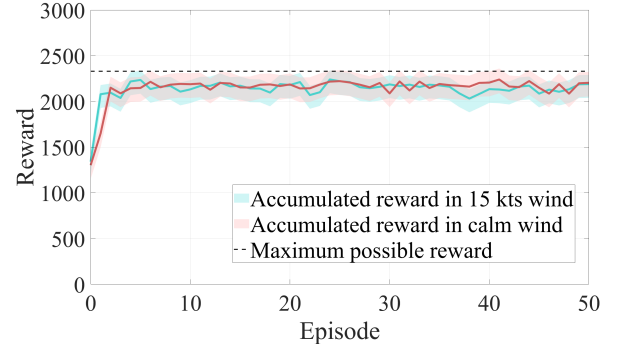 3000
2500
2000
1500
1000
500
0
Reward
Accumulated reward in 15 kts wind
Accumulated reward in calm wind
Maximum possible reward
0 10 20 30 40 50
Episode